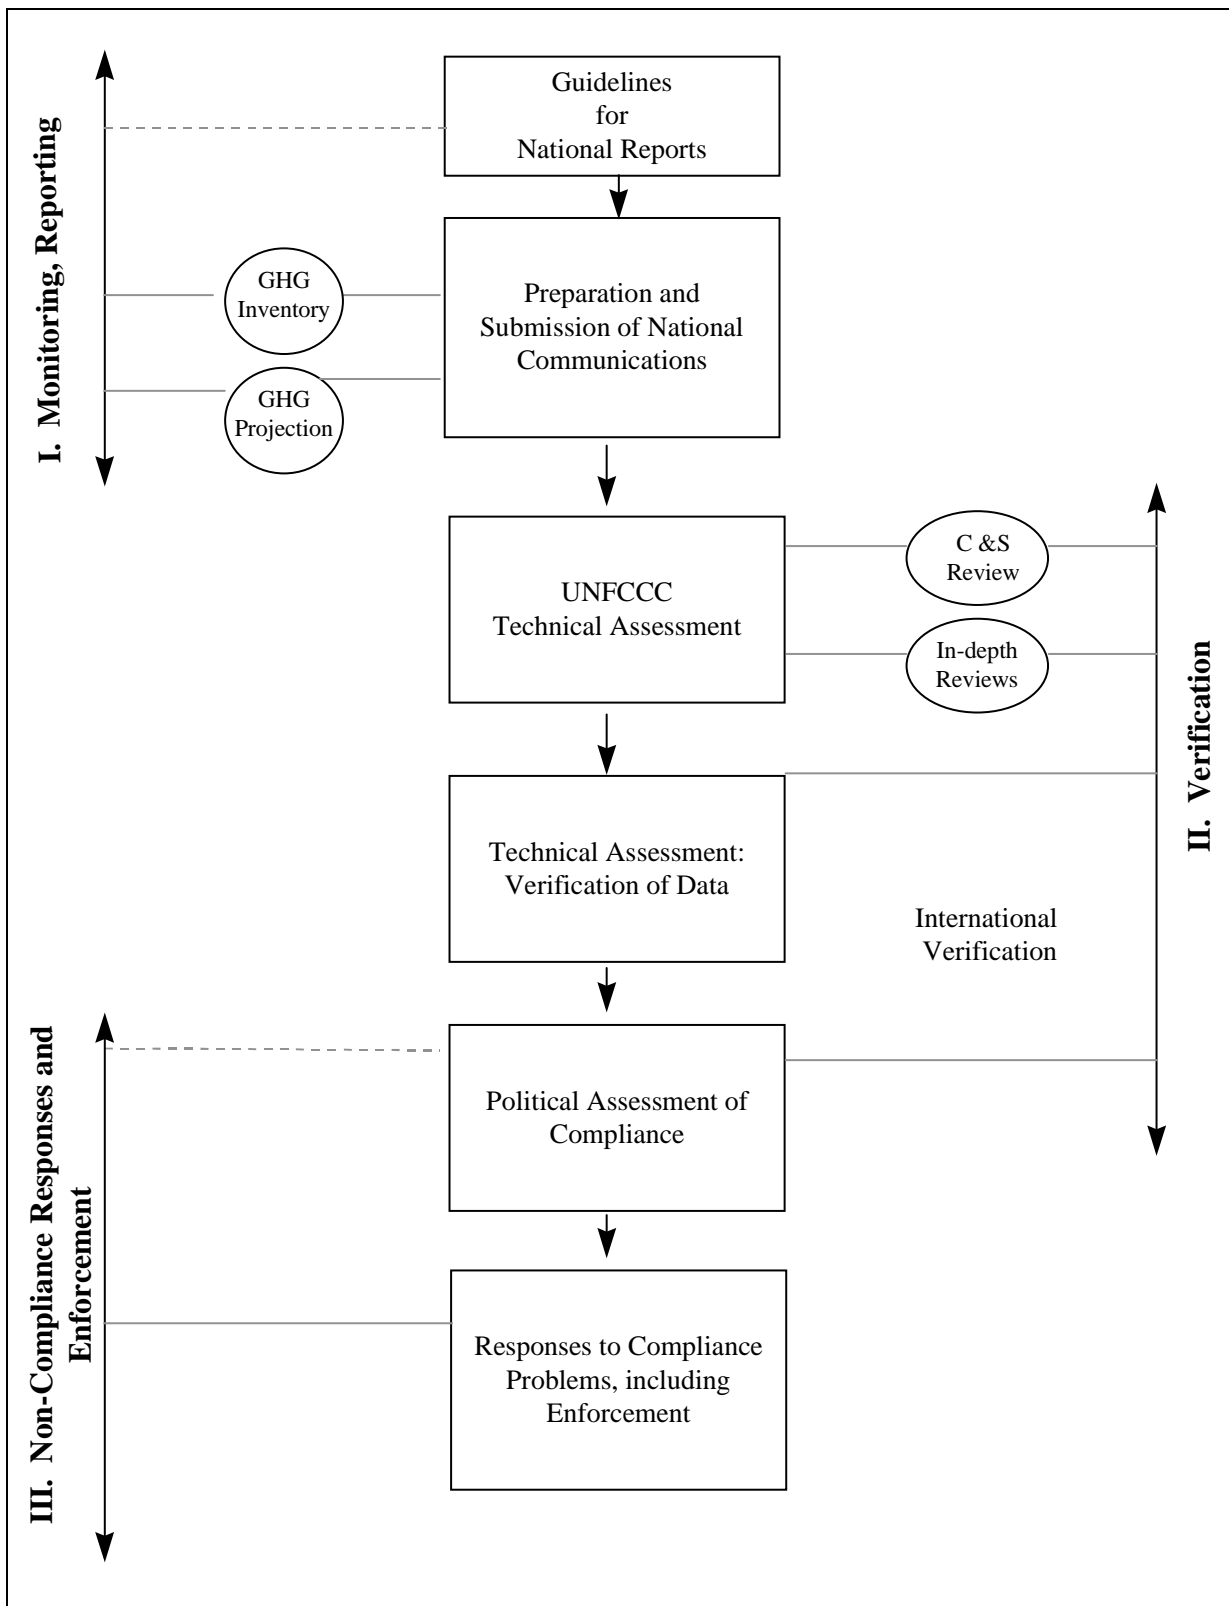 Guidelines
for
National Reports
I. Monitoring, Reporting
GHG
Inventory
Preparation and
Submission of National
Communications
GHG
Projection
UNFCCC
Technical Assessment
C &S
Review
In-depth
Reviews
II. Verification
Technical Assessment:
Verification of Data
International
Verification
III. Non-Compliance Responses and
Enforcement
Political Assessment of
Compliance
Responses to Compliance
Problems, including
Enforcement